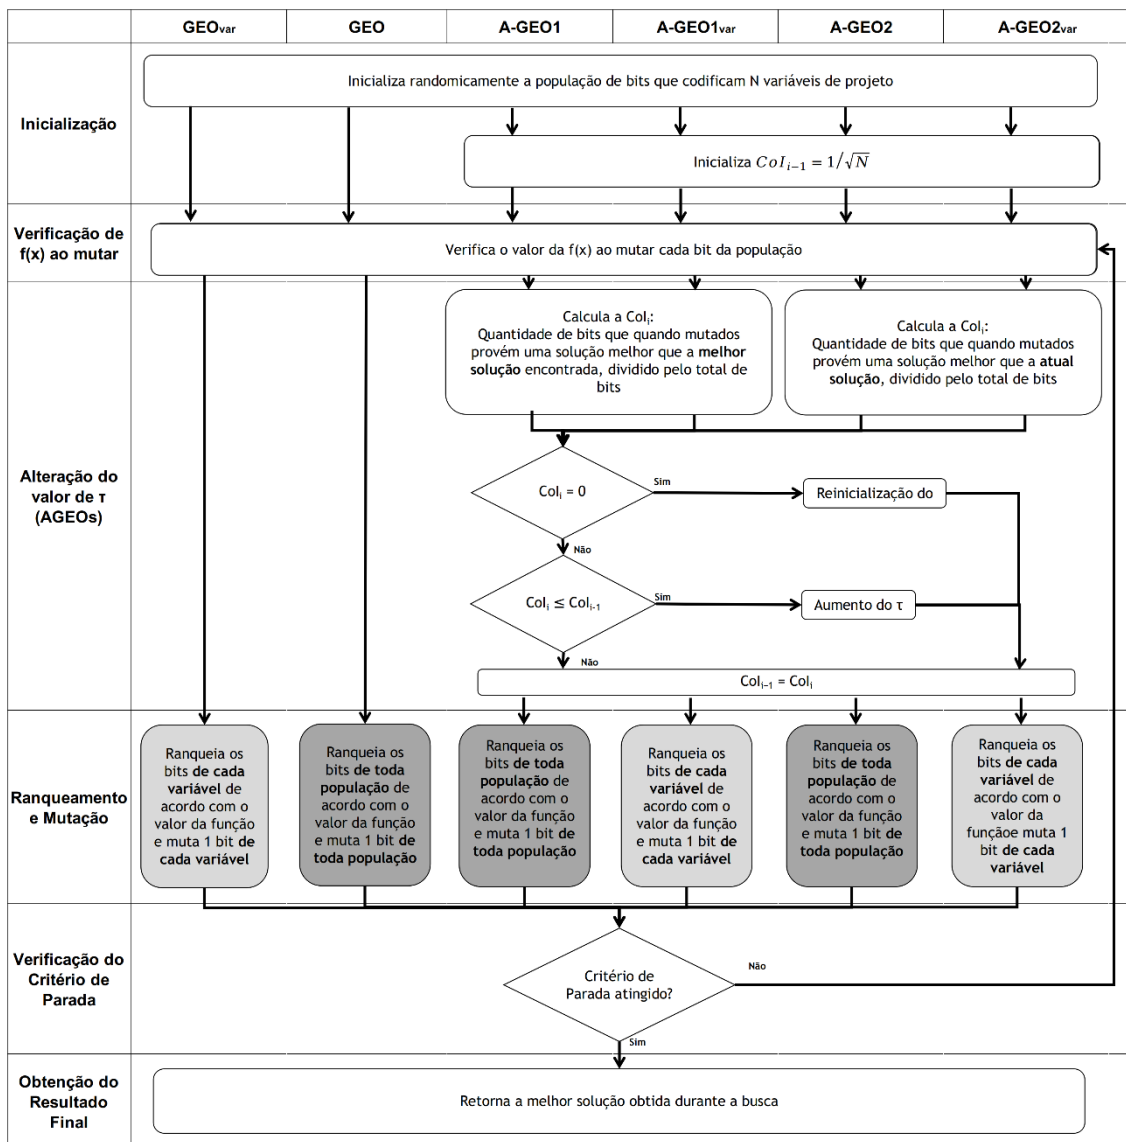 GEOvar GEO A-GEO1 A-GEO1var A-GEO2 A-GEO2var
Inicialização
Inicializa randomicamente a população de bits que codificam N variáveis de projeto
Inicializa CoI_{i−1} = 1/√N
Verificação de
f(x) ao mutar
Verifica o valor da f(x) ao mutar cada bit da população
Alteração do
valor de τ
(AGEOs)
Calcula a CoIᵢ:
Quantidade de bits que quando mutados
provém uma solução melhor que a melhor
solução encontrada, dividido pelo total de
bits
Calcula a CoIᵢ:
Quantidade de bits que quando mutados
provém uma solução melhor que a atual
solução, dividido pelo total de bits
CoIᵢ = 0
Sim
Reinicialização do
Não
CoIᵢ ≤ CoIᵢ₋₁
Sim
Aumento do τ
Não
CoIᵢ₋₁ = CoIᵢ
Ranqueamento
e Mutação
Ranqueia os
bits de cada
variável de
acordo com o
valor da função
e muta 1 bit de
cada variável
Ranqueia os
bits de toda
população de
acordo com o
valor da função
e muta 1 bit de
toda população
Ranqueia os
bits de toda
população de
acordo com o
valor da função
e muta 1 bit de
toda população
Ranqueia os
bits de cada
variável de
acordo com o
valor da função
e muta 1 bit de
cada variável
Ranqueia os
bits de toda
população de
acordo com o
valor da função
e muta 1 bit de
toda população
Ranqueia os
bits de cada
variável de
acordo com o
valor da
funçãoe muta 1
bit de cada
variável
Verificação do
Critério de
Parada
Critério de
Parada atingido?
Não
Sim
Obtenção do
Resultado
Final
Retorna a melhor solução obtida durante a busca